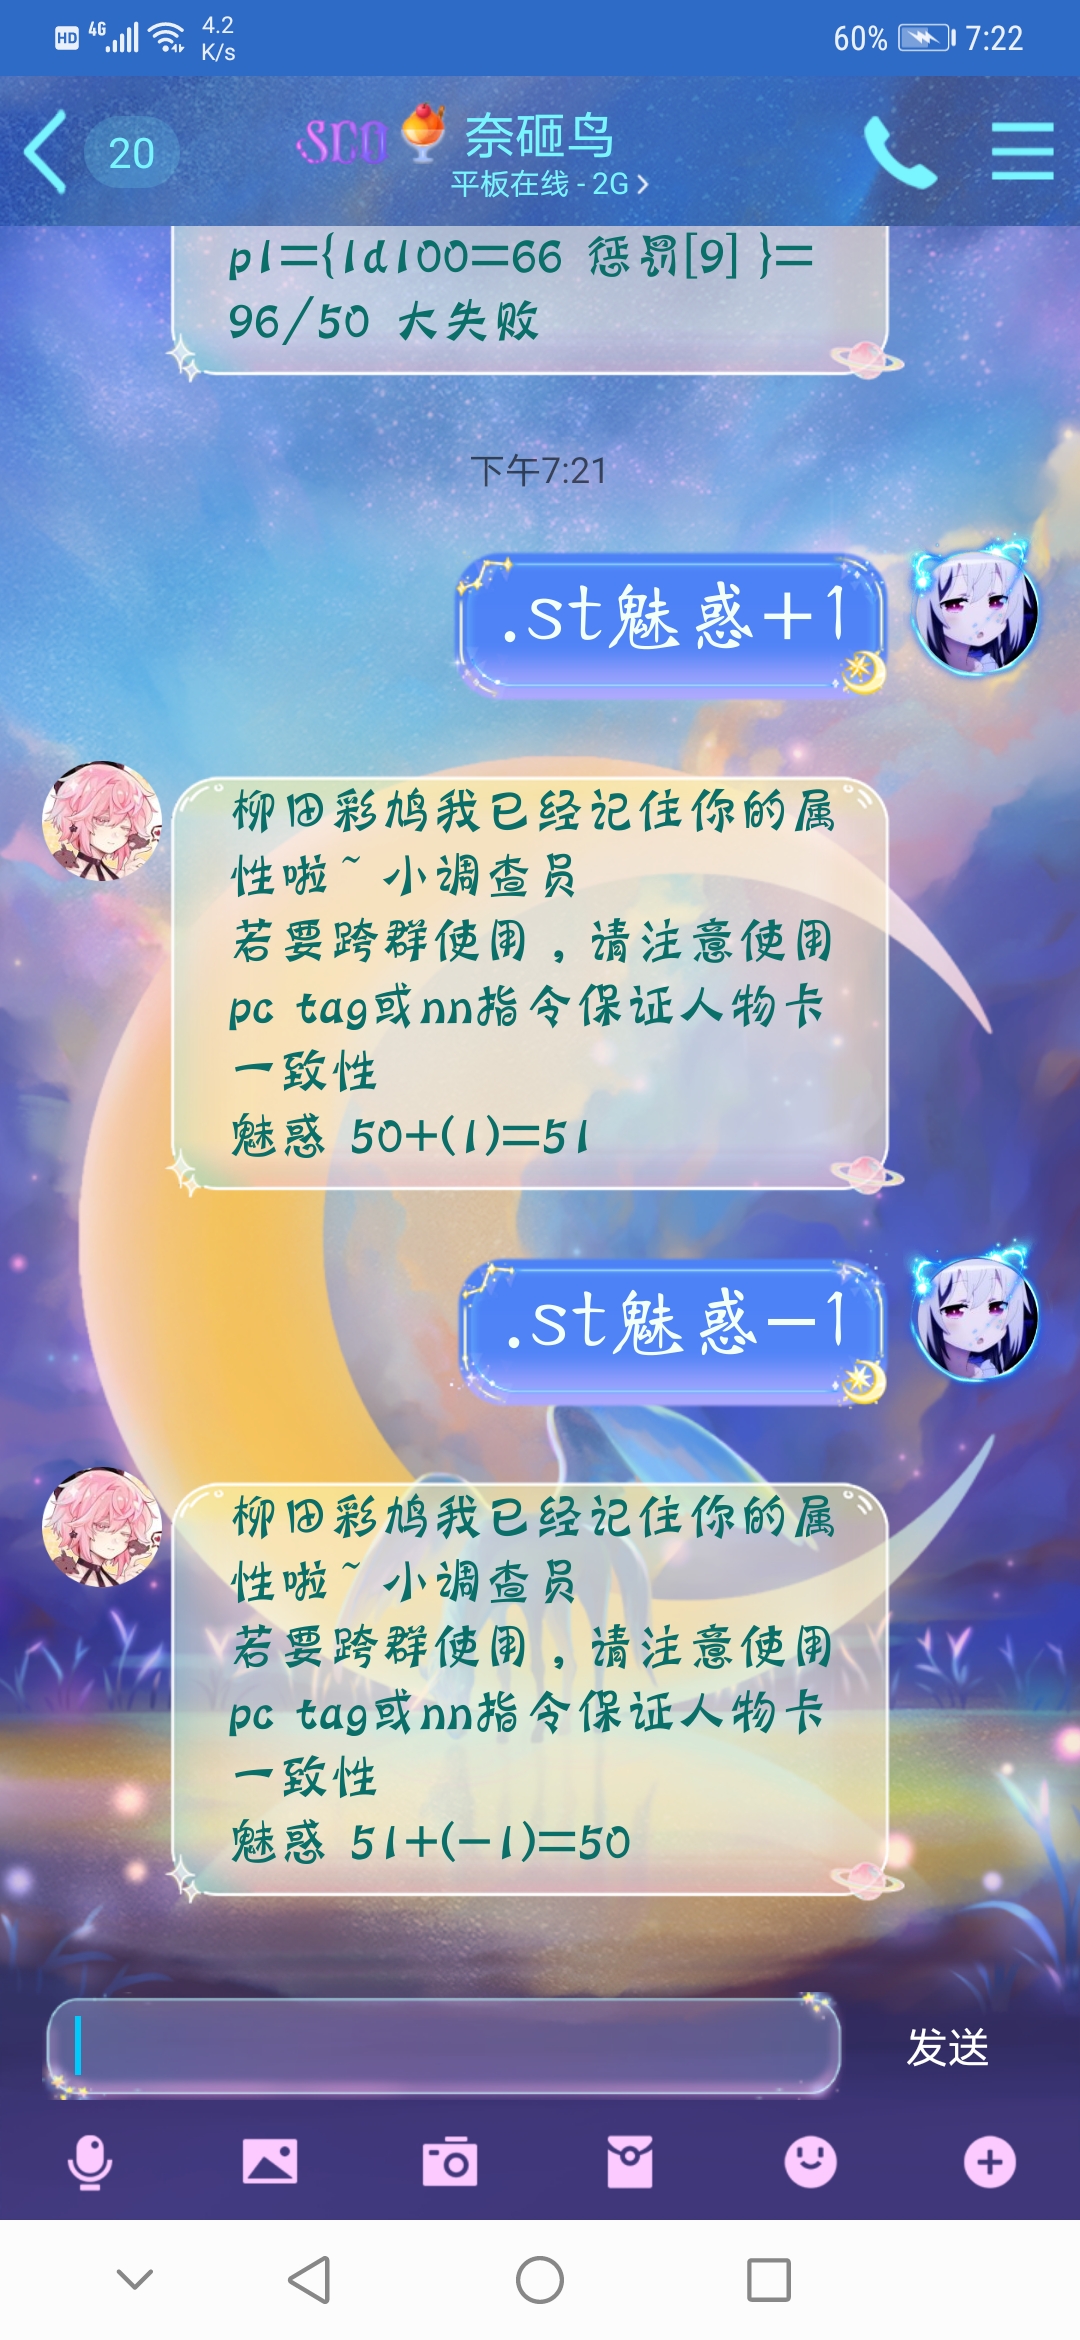 HD 4G 4.2 K/s 60% 7:22
20 SCO 奈砸鸟
平板在线 - 2G
p1={1d100=66 惩罚[9] }=
96/50 大失败
下午7:21
.st魅惑+1
柳田彩鸠我已经记住你的属
性啦~小调查员
若要跨群使用，请注意使用
pc tag或nn指令保证人物卡
一致性
魅惑 50+(1)=51
.st魅惑-1
柳田彩鸠我已经记住你的属
性啦~小调查员
若要跨群使用，请注意使用
pc tag或nn指令保证人物卡
一致性
魅惑 51+(-1)=50
发送